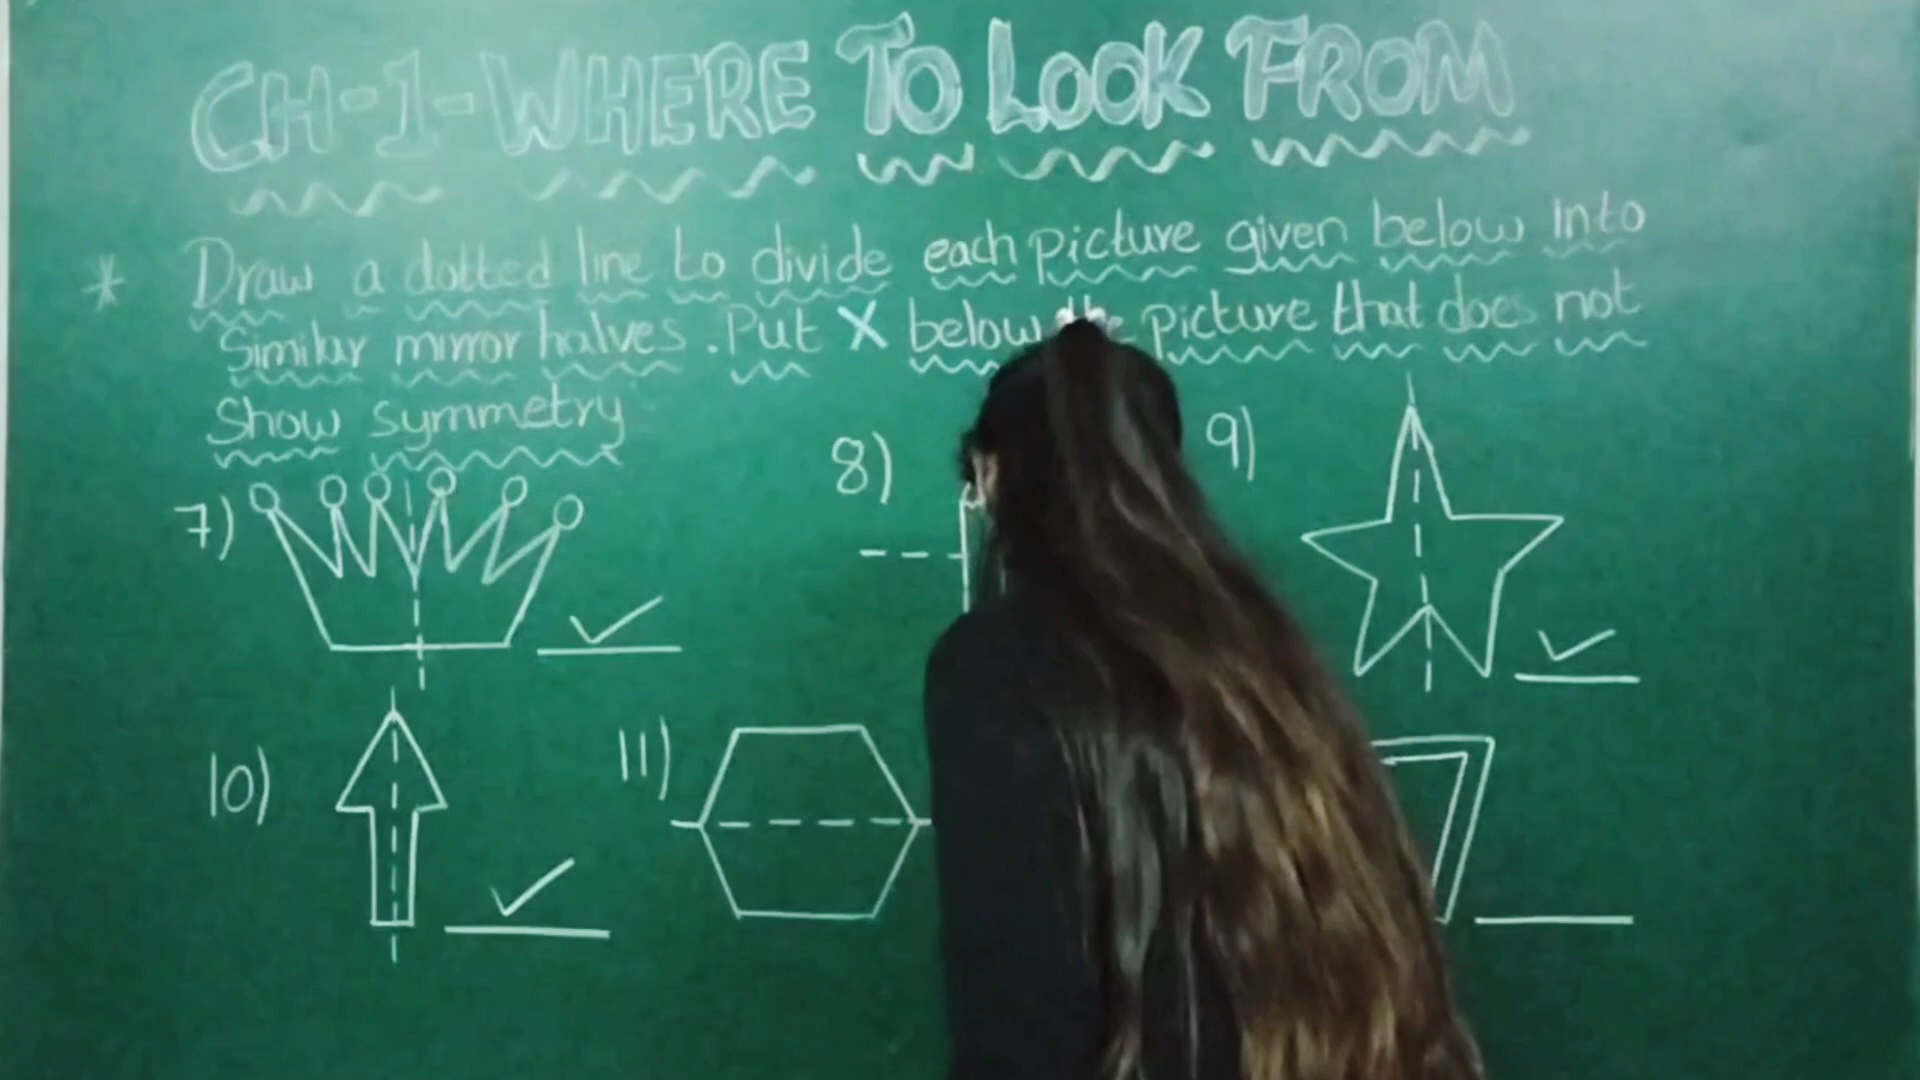 CH-1-WHERE TO LOOK FROM
* Draw a dotted line to divide each picture given below into
Similar mirror halves. Put X below the picture that does not
Show symmetry
7)
8)
9)
10)
11)